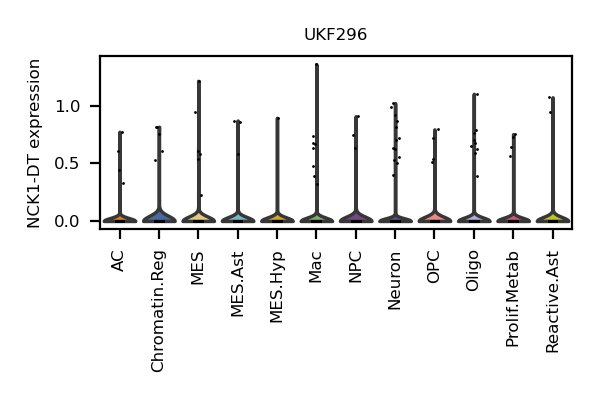 UKF296
NCK1-DT expression
1.0
0.5
0.0
AC
Chromatin.Reg
MES
MES.Ast
MES.Hyp
Mac
NPC
Neuron
OPC
Oligo
Prolif.Metab
Reactive.Ast